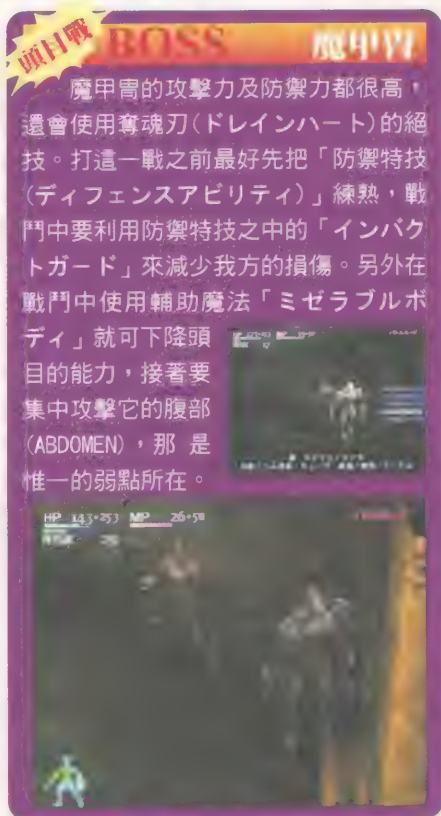 頭目戰
BOSS 魔甲冑
魔甲冑的攻擊力及防禦力都很高，
還會使用奪魂刃(ドレインハート)的絕
技。打這一戰之前最好先把「防禦特技
(ディフェンスアビリティ)」練熟，戰
鬥中要利用防禦特技之中的「インパク
トガード」來減少我方的損傷。另外在
戰鬥中使用輔助魔法「ミゼラブルボ
ディ」就可下降頭
目的能力，接著要
集中攻擊它的腹部
(ABDOMEN)，那是
惟一的弱點所在。
HP 143·253 MP 26·58